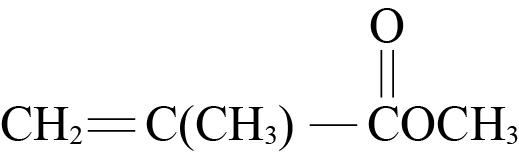 O
CH₂=C(CH₃) — COCH₃